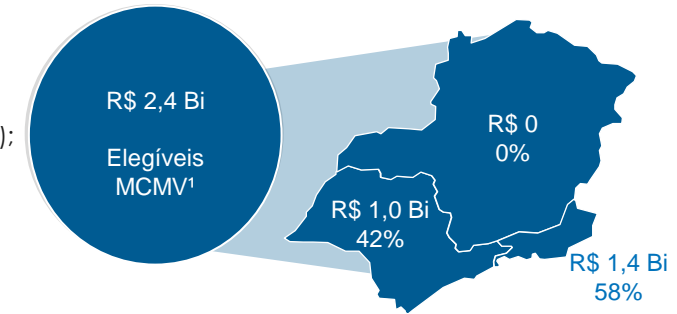 R$ 2,4 Bi
);
Elegíveis
MCMV¹
R$ 0
0%
R$ 1,0 Bi
42%
R$ 1,4 Bi
58%